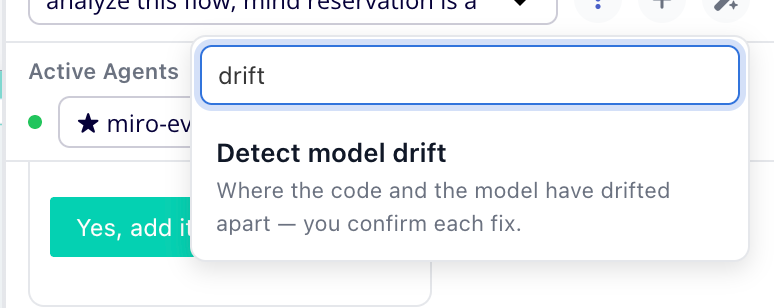 analyze this flow, mind reservation is a
Active Agents
drift
★ miro-ev
Detect model drift
Where the code and the model have drifted
apart — you confirm each fix.
Yes, add it